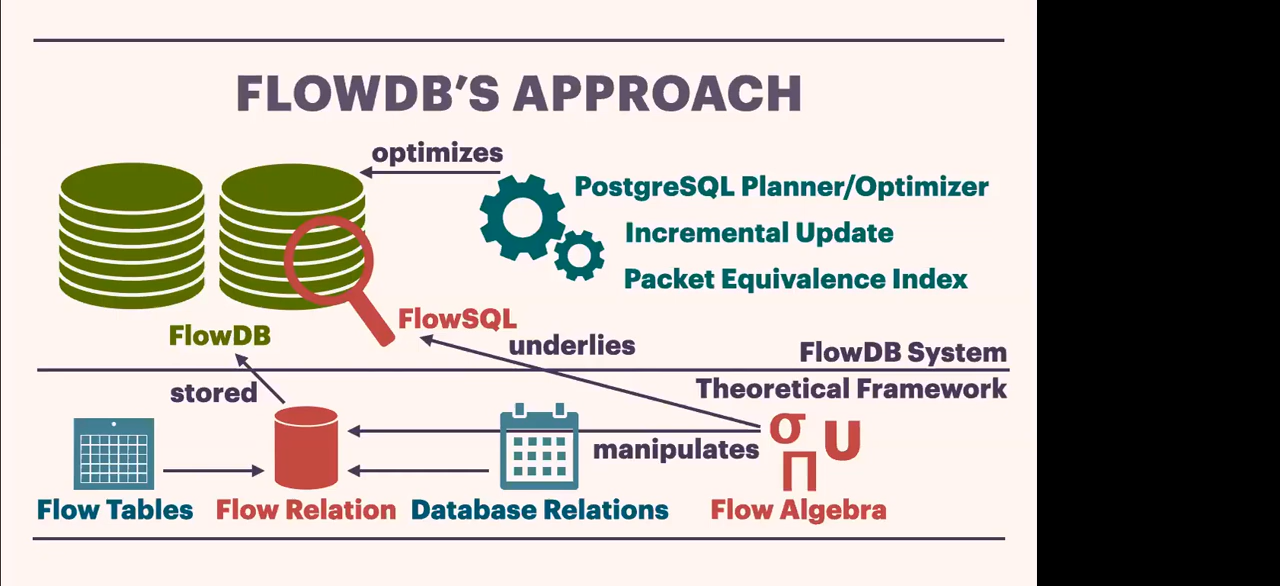 FLOWDB’S APPROACH
optimizes
PostgreSQL Planner/Optimizer
Incremental Update
Packet Equivalence Index
FlowSQL
FlowDB
underlies
FlowDB System
Theoretical Framework
stored
σ U
manipulates
Π
Flow Tables
Flow Relation
Database Relations
Flow Algebra